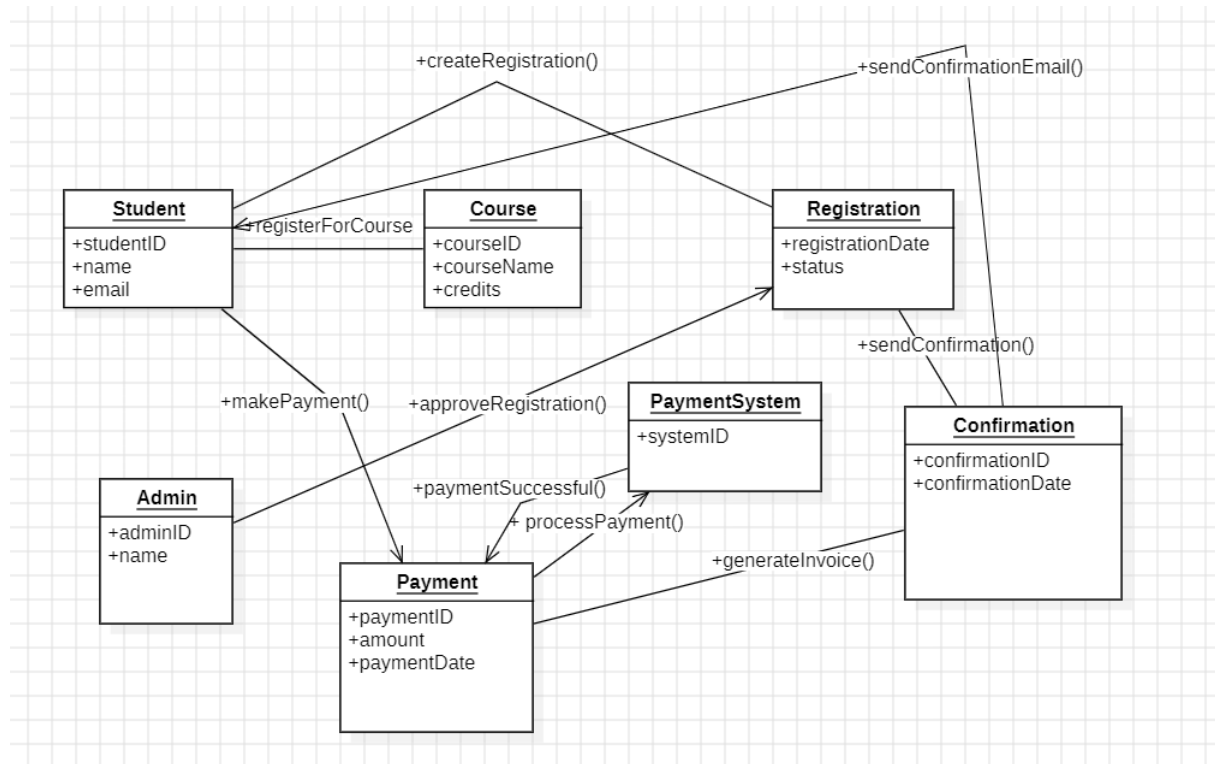 +createRegistration()
+sendConfirmationEmail()
Student
+studentID
+name
+email
+registerForCourse
Course
+courseID
+courseName
+credits
Registration
+registrationDate
+status
+sendConfirmation()
+makePayment()
+approveRegistration()
PaymentSystem
+systemID
Confirmation
+confirmationID
+confirmationDate
Admin
+adminID
+name
+paymentSuccessful()
+ processPayment()
+generateInvoice()
Payment
+paymentID
+amount
+paymentDate